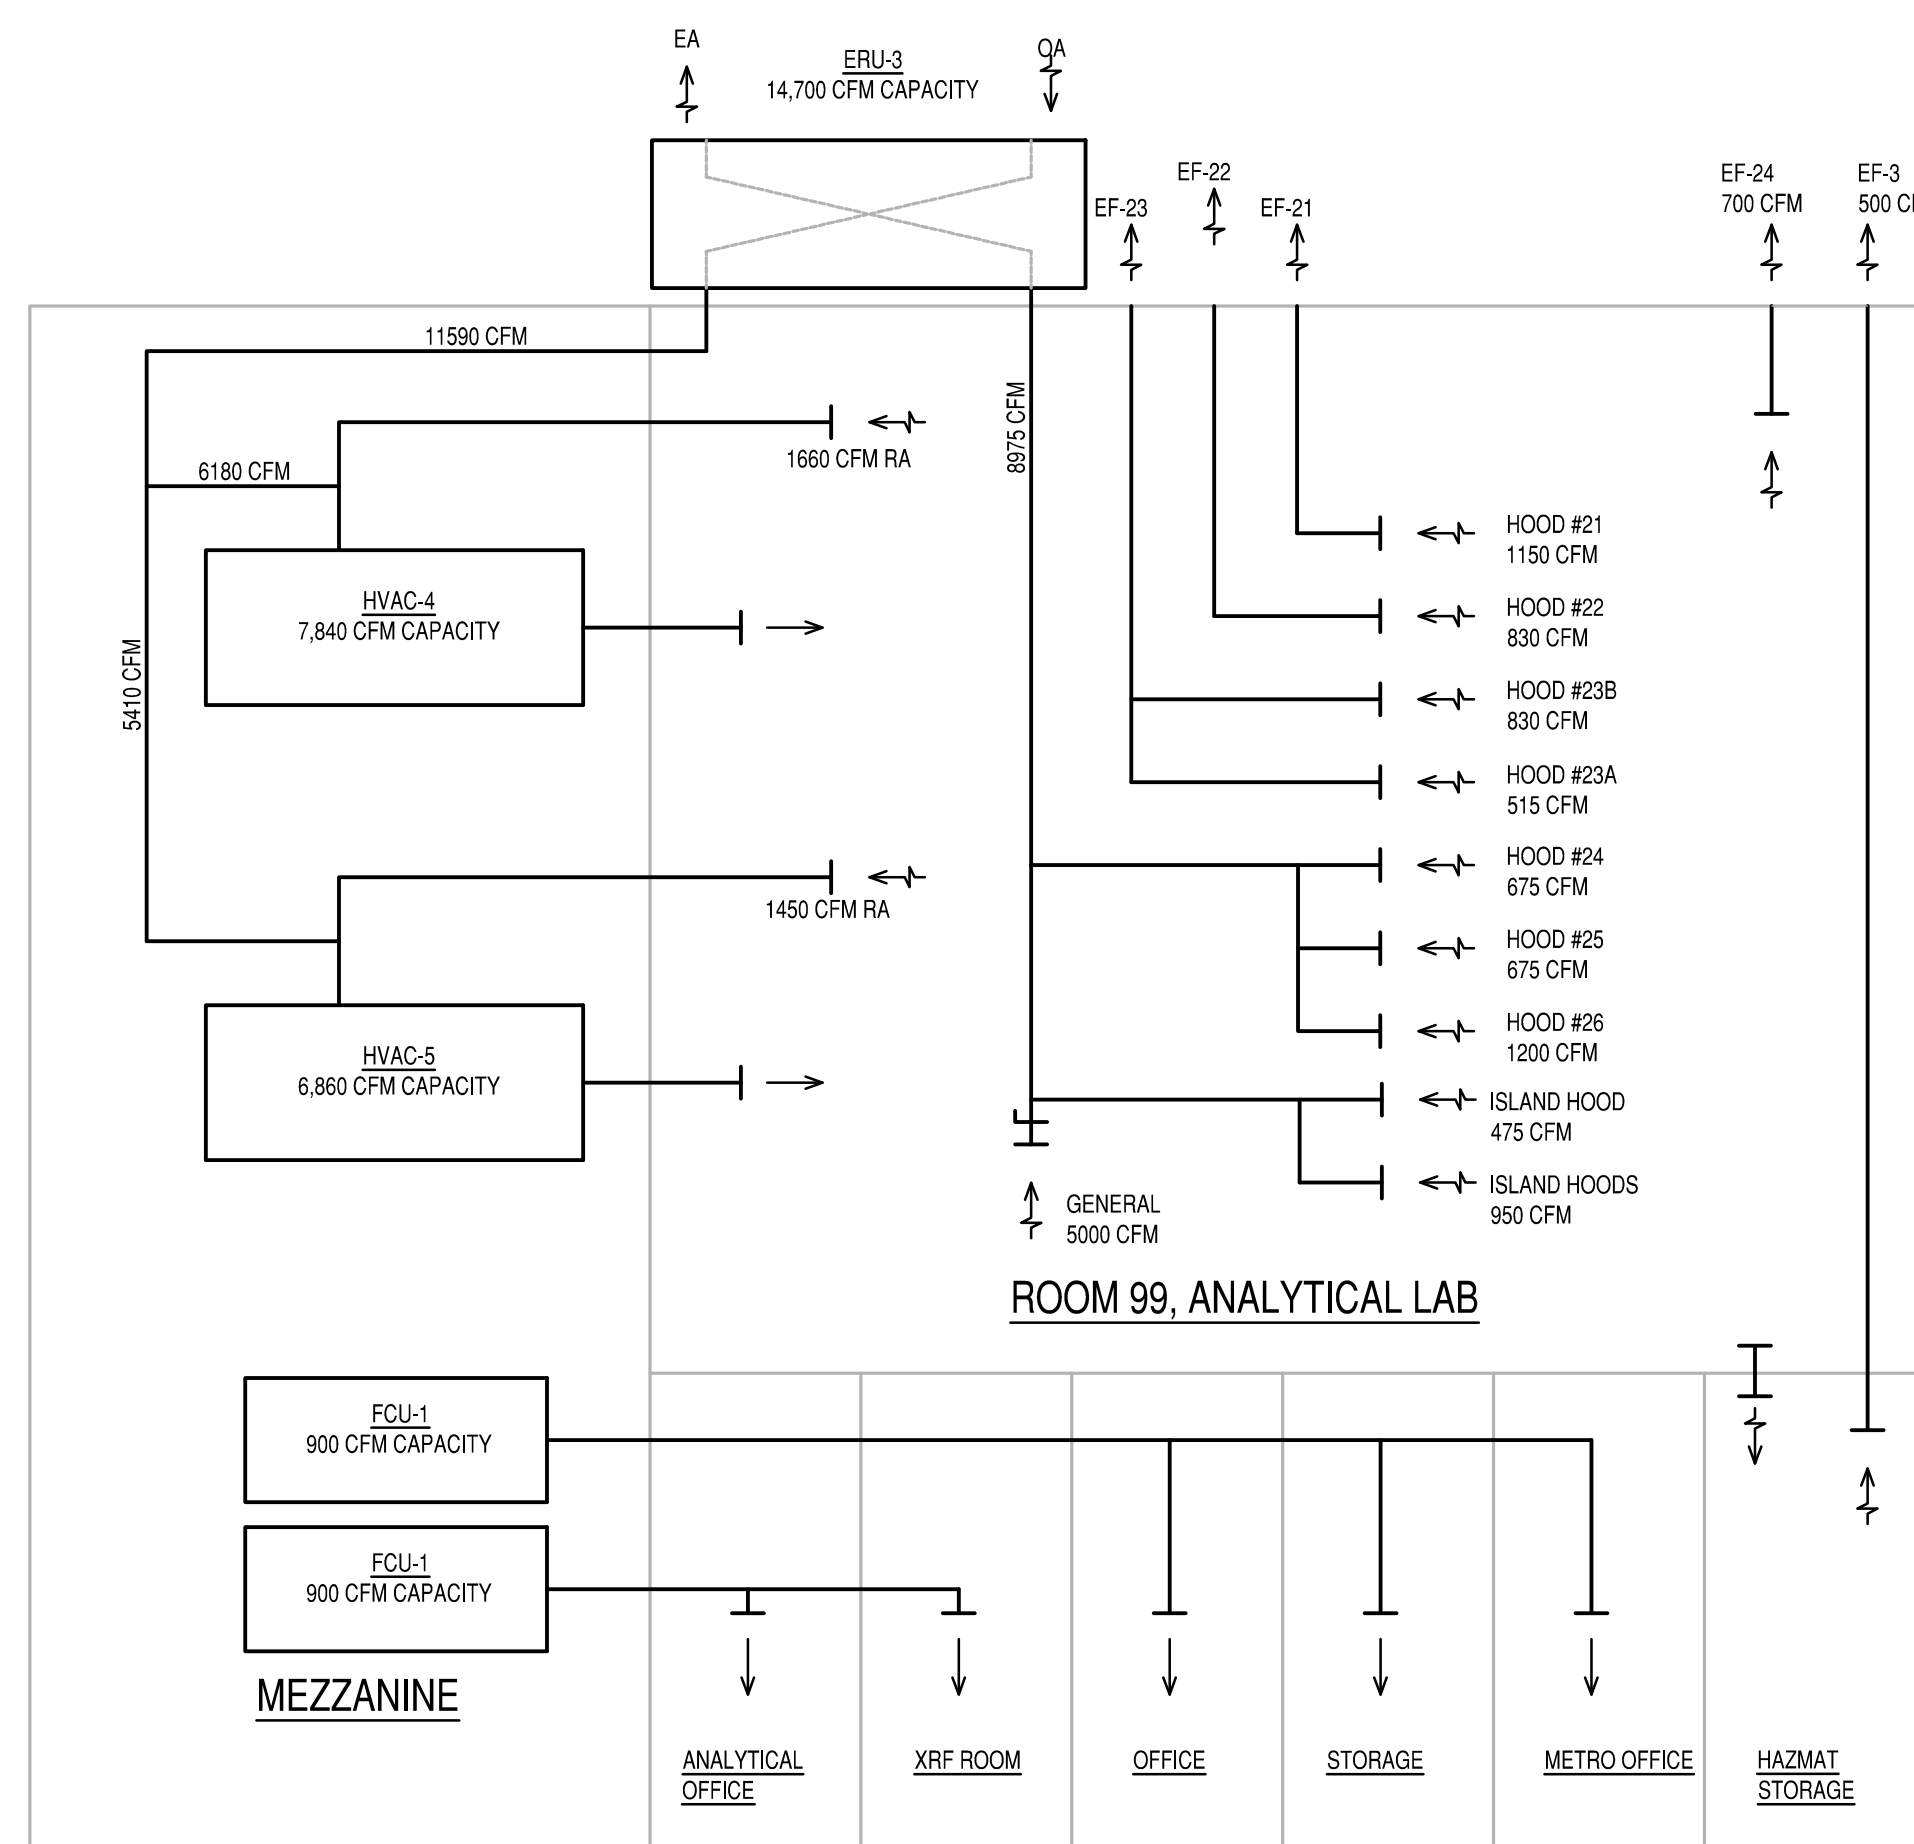 EA
ERU-3
14,700 CFM CAPACITY
OA
EF-23
EF-22
EF-21
EF-24
700 CFM
EF-3
500
11590 CFM
6180 CFM
1660 CFM RA
8975 CFM
HVAC-4
7,840 CFM CAPACITY
5410 CFM
1450 CFM RA
HVAC-5
6,860 CFM CAPACITY
HOOD #21
1150 CFM
HOOD #22
830 CFM
HOOD #23B
830 CFM
HOOD #23A
515 CFM
HOOD #24
675 CFM
HOOD #25
675 CFM
HOOD #26
1200 CFM
ISLAND HOOD
475 CFM
ISLAND HOODS
950 CFM
GENERAL
5000 CFM
ROOM 99, ANALYTICAL LAB
FCU-1
900 CFM CAPACITY
FCU-1
900 CFM CAPACITY
MEZZANINE
ANALYTICAL
OFFICE
XRF ROOM
OFFICE
STORAGE
METRO OFFICE
HAZMAT
STORAGE